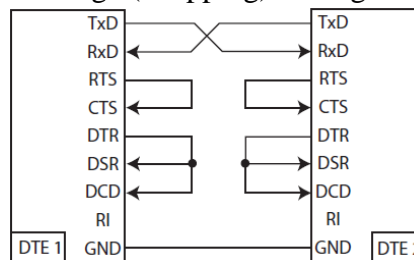 TxD TxD
RxD RxD
RTS RTS
CTS CTS
DTR DTR
DSR DSR
DCD DCD
RI RI
DTE 1 GND GND DTE